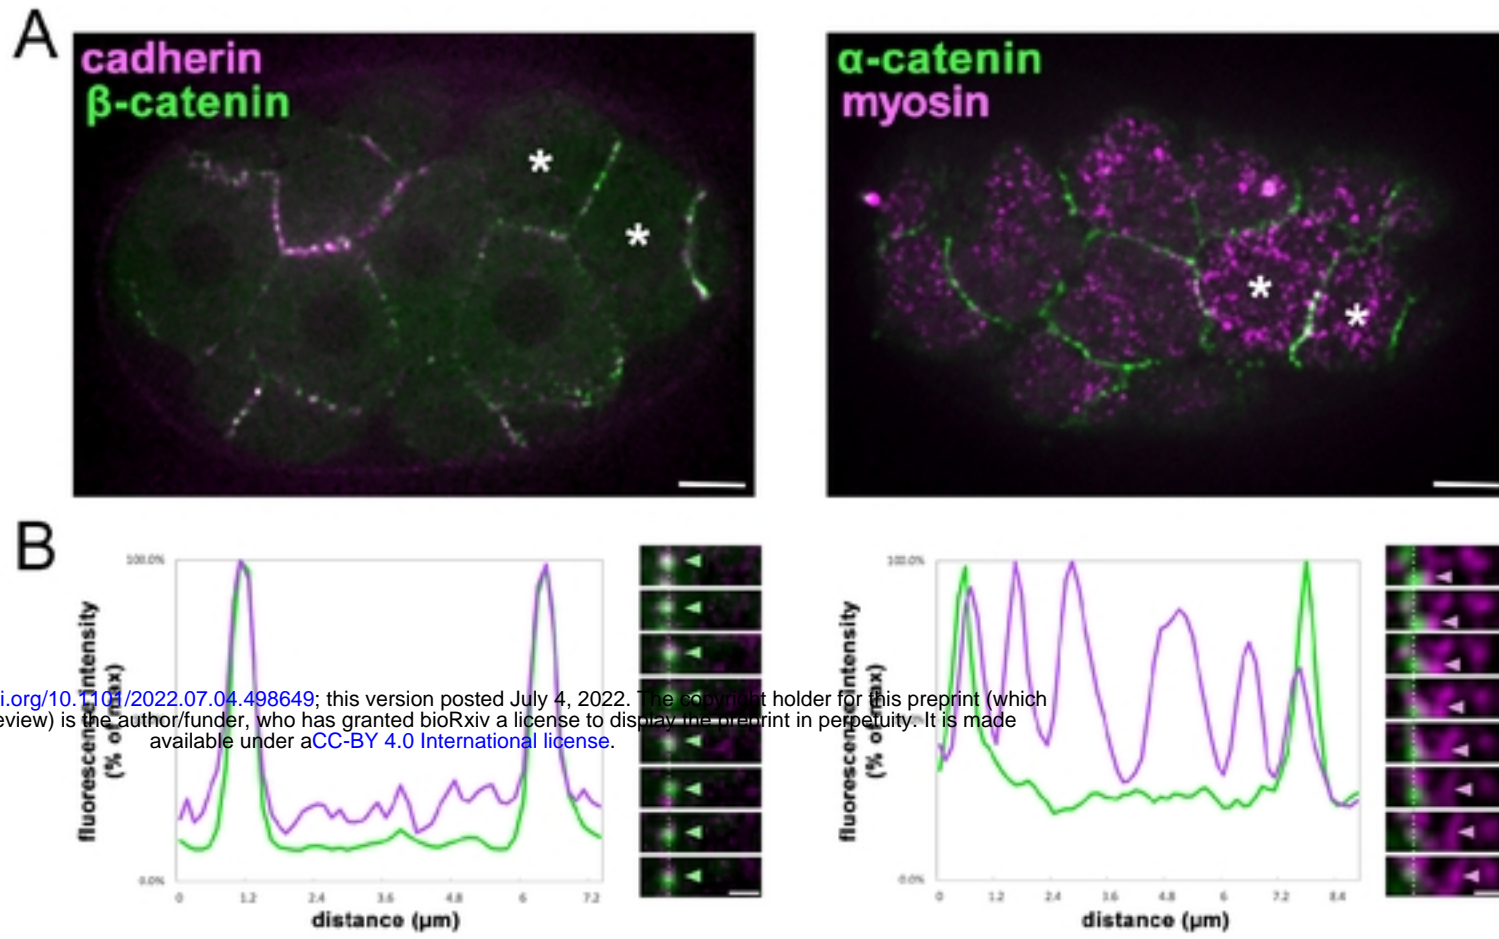 A
cadherin
β-catenin
*
*
α-catenin
myosin
*
*
B
100.0%
fluorescence intensity
(% of max)
0.0%
0 1.2 2.4 3.6 4.8 6 7.2
distance (μm)
100.0%
fluorescence intensity
(% of max)
0.0%
0 1.2 2.4 3.6 4.8 6 7.2 8.4
distance (μm)
i.org/10.1101/2022.07.04.498649; this version posted July 4, 2022. The copyright holder for this preprint (which
eview) is the author/funder, who has granted bioRxiv a license to display the preprint in perpetuity. It is made
available under aCC-BY 4.0 International license.